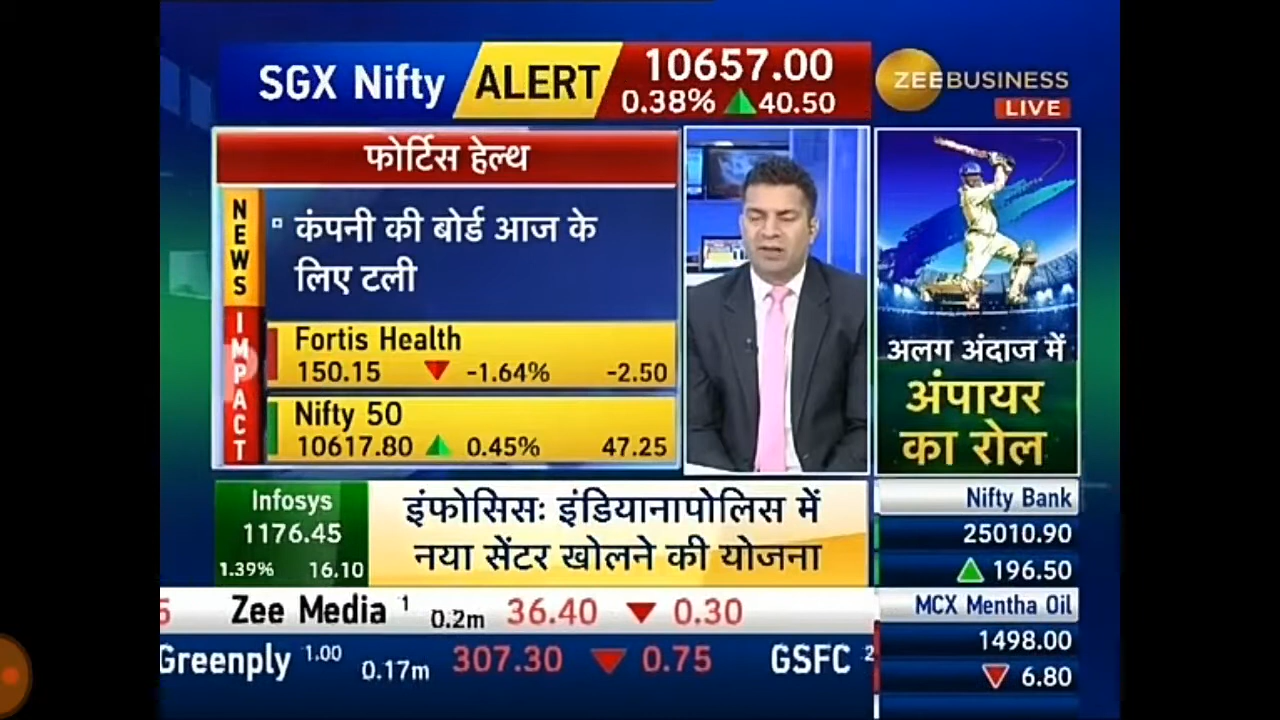 SGX Nifty ALERT 10657.00
0.38% ▲ 40.50
ZEEBUSINESS
LIVE
फोर्टिस हेल्थ
NEWS
IMPACT
कंपनी की बोर्ड आज के
लिए टली
Fortis Health
150.15 ▼ -1.64% -2.50
Nifty 50
10617.80 ▲ 0.45% 47.25
अलग अंदाज में
अंपायर
का रोल
Infosys
1176.45
1.39% 16.10
इंफोसिसः इंडियानापोलिस में
नया सेंटर खोलने की योजना
Nifty Bank
25010.90
▲ 196.50
MCX Mentha Oil
1498.00
▼ 6.80
Zee Media 1 0.2m 36.40 ▼ 0.30
Greenply 1.00 0.17m 307.30 ▼ 0.75 GSFC 2